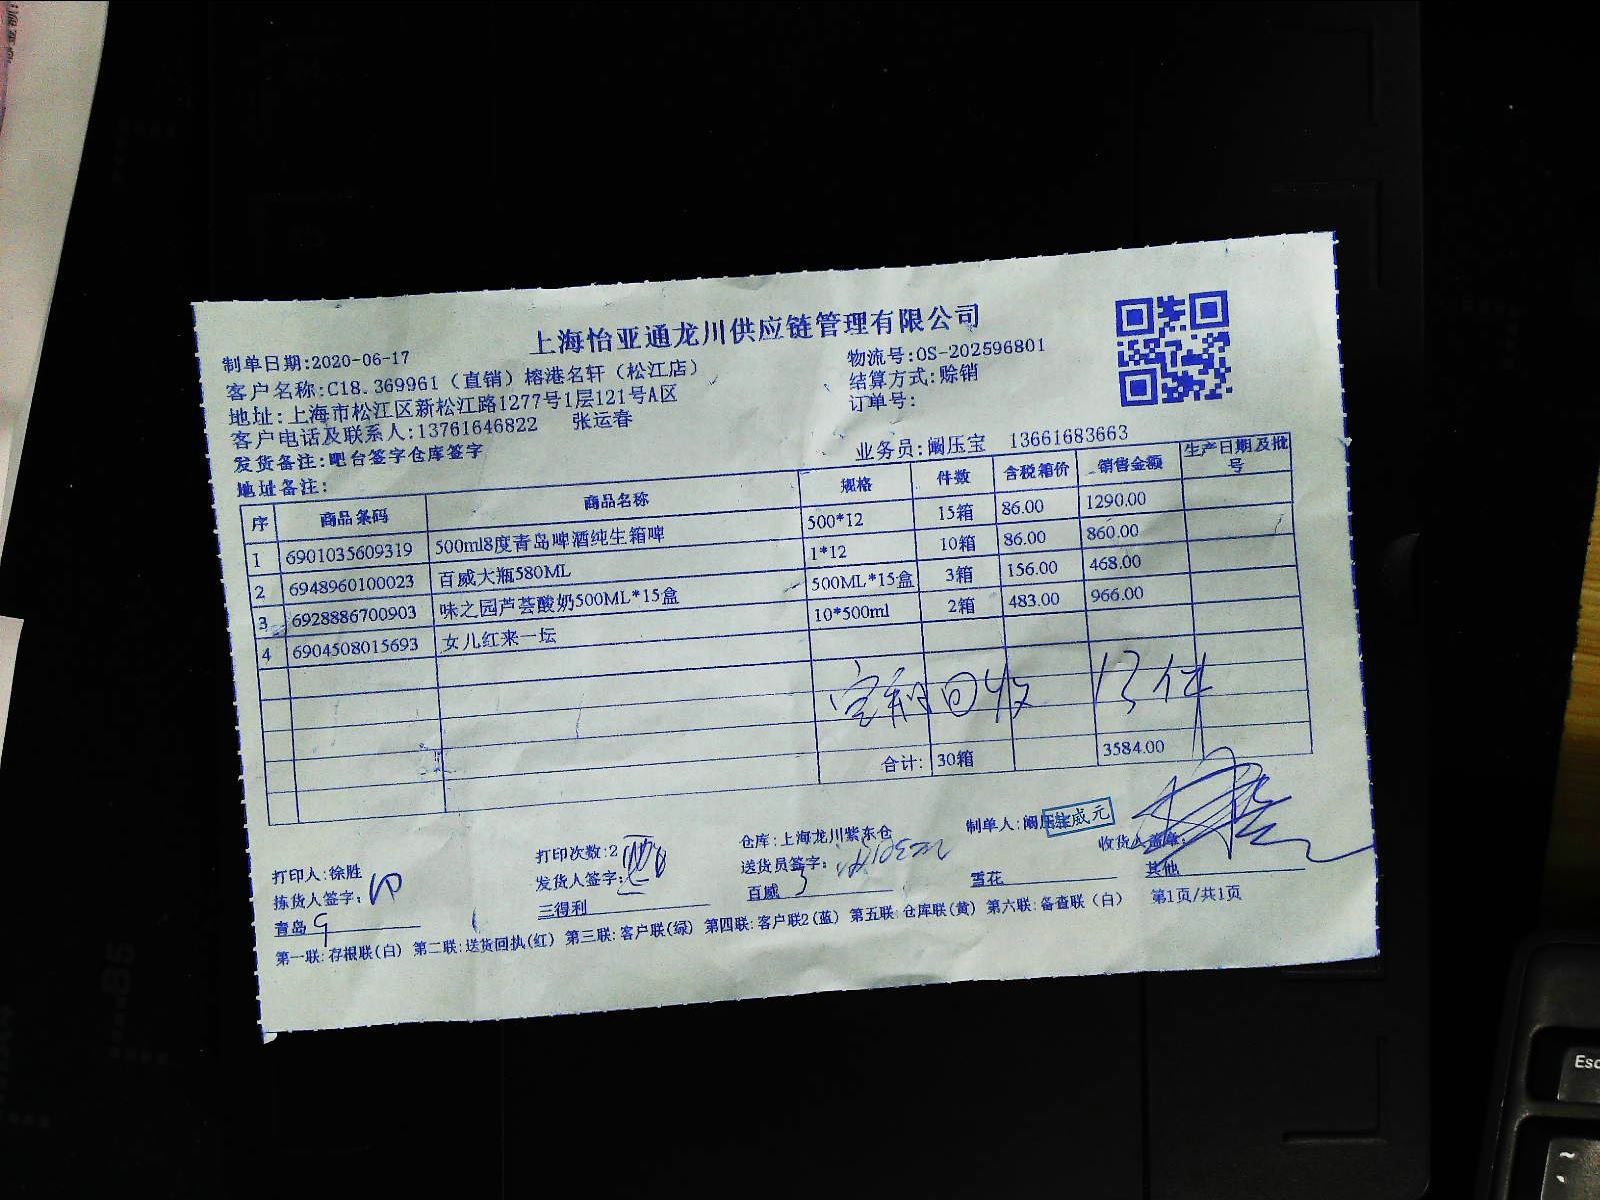 上海怡亚通龙川供应链管理有限公司
制单日期:2020-06-17
物流号:OS-202596801
客户名称:C18.369961（直销）榕港名轩（松江店）
结算方式:赊销
地址:上海市松江区新松江路1277号1层121号A区
订单号:
客户电话及联系人:13761646822 张运春
发货备注:吧台签字仓库签字
业务员:阚压宝 13661683663
地址备注:
序 商品条码 商品名称 规格 件数 含税箱价 销售金额 生产日期及批号
1 6901035609319 500ml8度青岛啤酒纯生箱啤 500*12 15箱 86.00 1290.00
2 6948960100023 百威大瓶580ML 1*12 10箱 86.00 860.00
3 6928886700903 味之园芦荟酸奶500ML*15盒 500ML*15盒 3箱 156.00 468.00
4 6904508015693 女儿红来一坛 10*500ml 2箱 483.00 966.00
空瓶回收 13件
合计: 30箱 3584.00
打印人:徐胜 打印次数:2 仓库:上海龙川紫东仓 制单人:阚压
威元
拣货人签字: 发货人签字: 送货员签字: 收货人盖章:
青岛 9 三得利 百威 3 雪花 其他
第一联:存根联(白) 第二联:送货回执(红) 第三联:客户联(绿) 第四联:客户联2(蓝) 第五联:仓库联(黄) 第六联:备查联(白) 第1页/共1页
Esc